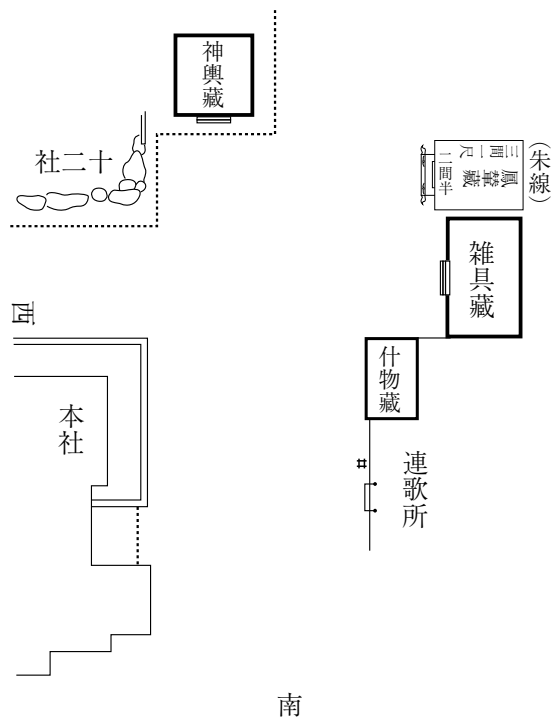 神輿藏
十二社
（朱線）
鳳輦藏
三間一尺
二間半
雑具藏
西
什物藏
本社
連歌所
南